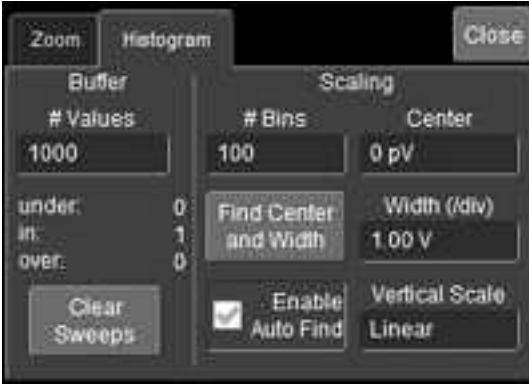 Zoom
Histogram
Close
Buffer
# Values
1000
under: 0
in: 1
over: 0
Clear
Sweeps
Scaling
# Bins
100
Center
0 pV
Find Center
and Width
Width (/div)
1.00 V
Enable
Auto Find
Vertical Scale
Linear